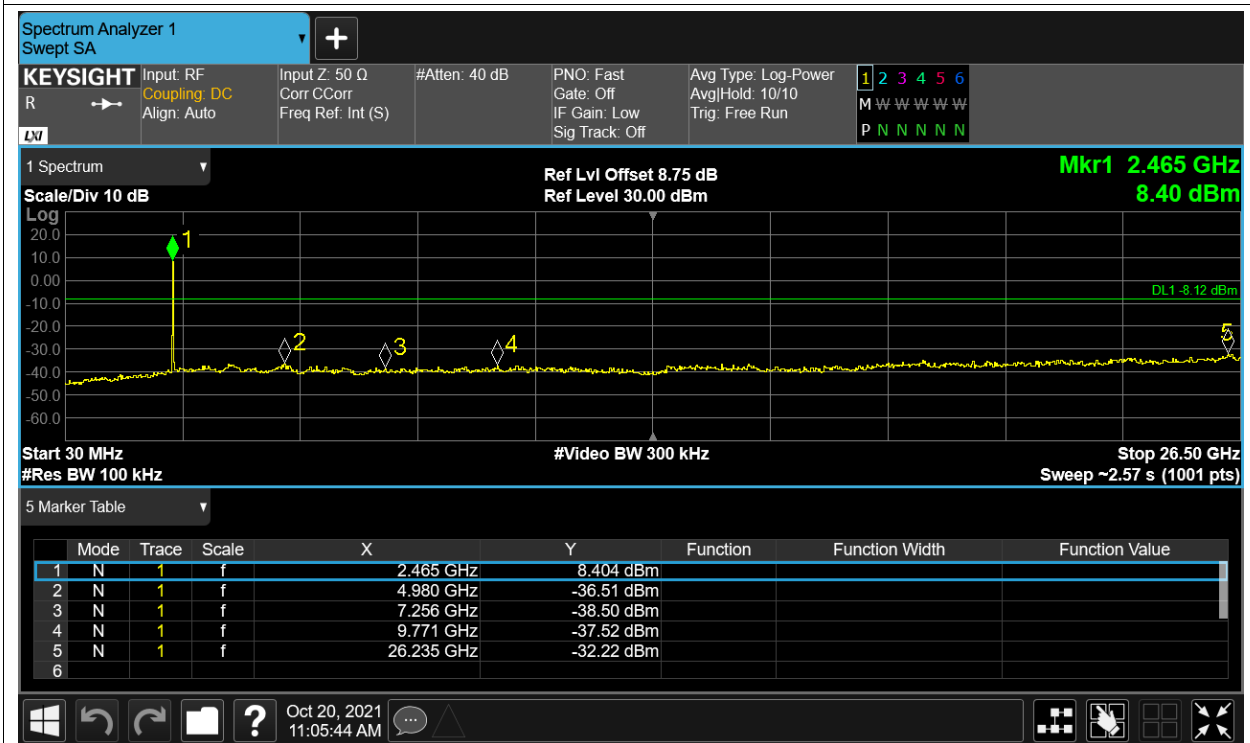 Spectrum Analyzer 1
Swept SA
KEYSIGHT
R
LXI
Input: RF
Coupling: DC
Align: Auto
Input Z: 50 Ω
Corr CCorr
Freq Ref: Int (S)
#Atten: 40 dB
PNO: Fast
Gate: Off
IF Gain: Low
Sig Track: Off
Avg Type: Log-Power
Avg|Hold: 10/10
Trig: Free Run
1 2 3 4 5 6
M W W W W W
P N N N N N
1 Spectrum
Scale/Div 10 dB
Ref Lvl Offset 8.75 dB
Ref Level 30.00 dBm
Mkr1 2.465 GHz
8.40 dBm
Log
20.0
10.0
0.00
-10.0
-20.0
-30.0
-40.0
-50.0
-60.0
1
2
3
4
5
DL1 -8.12 dBm
Start 30 MHz
#Video BW 300 kHz
Stop 26.50 GHz
#Res BW 100 kHz
Sweep ~2.57 s (1001 pts)
5 Marker Table
Mode Trace Scale X Y Function Function Width Function Value
1 N 1 f 2.465 GHz 8.404 dBm
2 N 1 f 4.980 GHz -36.51 dBm
3 N 1 f 7.256 GHz -38.50 dBm
4 N 1 f 9.771 GHz -37.52 dBm
5 N 1 f 26.235 GHz -32.22 dBm
6
?
Oct 20, 2021
11:05:44 AM